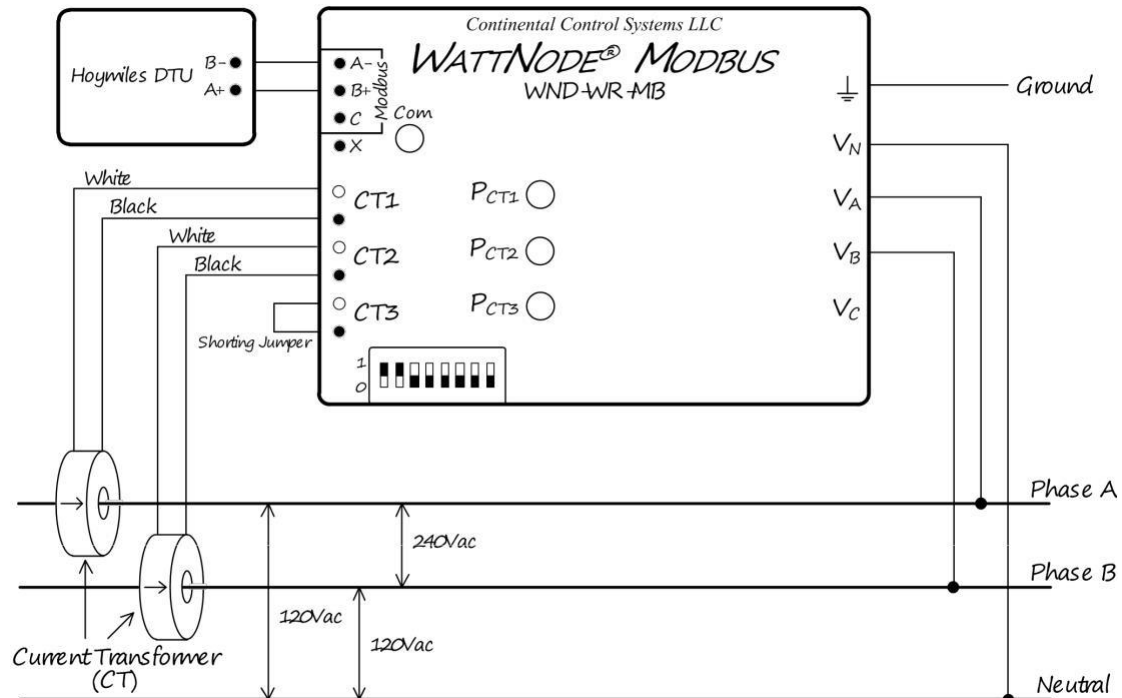 Continental Control Systems LLC
WATTNODE® MODBUS
WND-WR-MB
Hoymiles DTU
B-
A+
A-
B+
C
X
Modbus
Com
Ground
VN
VA
VB
VC
White
Black
White
Black
CT1
CT2
CT3
PCT1
PCT2
PCT3
Shorting Jumper
1
0
Phase A
240Vac
Phase B
120Vac
120Vac
Current Transformer
(CT)
Neutral